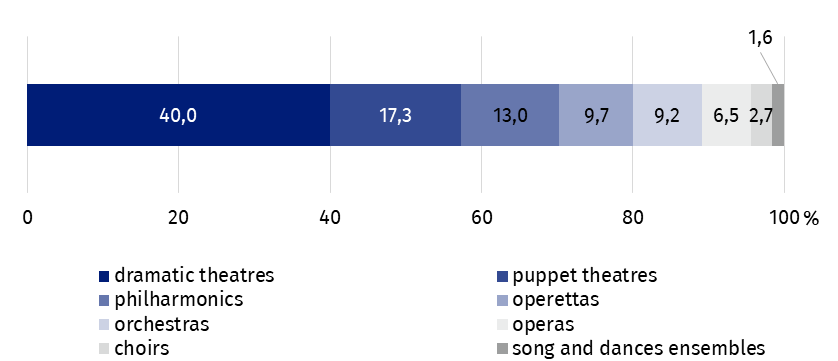 1,6
40,0 17,3 13,0 9,7 9,2 6,5 2,7
0 20 40 60 80 100 %
dramatic theatres puppet theatres
philharmonics operettas
orchestras operas
choirs song and dances ensembles